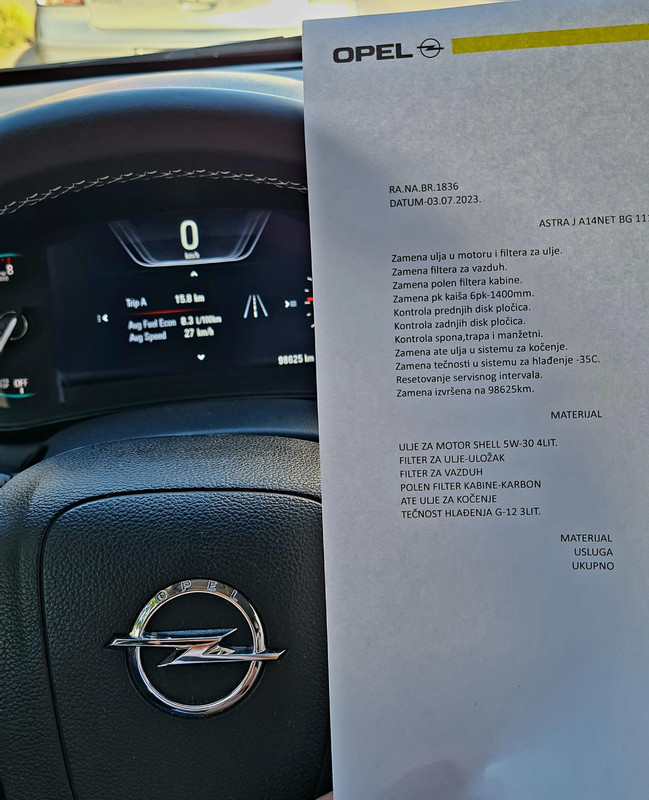 OPEL
RA.NA.BR.1836
DATUM-03.07.2023.
ASTRA J A14NET BG 11
Zamena ulja u motoru i filtera za ulje.
Zamena filtera za vazduh.
Zamena polen filtera kabine.
Zamena pk kaiša 6pk-1400mm.
Kontrola prednjih disk pločica.
Kontrola zadnjih disk pločica.
Kontrola spona,trapa i manžetni.
Zamena ate ulja u sistemu za kočenje.
Zamena tečnosti u sistemu za hlađenje -35C.
Resetovanje servisnog intervala.
Zamena izvršena na 98625km.
MATERIJAL
ULJE ZA MOTOR SHELL 5W-30 4LIT.
FILTER ZA ULJE-ULOŽAK
FILTER ZA VAZDUH
POLEN FILTER KABINE-KARBON
ATE ULJE ZA KOČENJE
TEČNOST HLAĐENJA G-12 3LIT.
MATERIJAL
USLUGA
UKUPNO
0
km/h
Trip A 15.8 km
Avg Fuel Econ 8.3 L/100km
Avg Speed 27 km/h
98625 km
8
OFF
OPEL